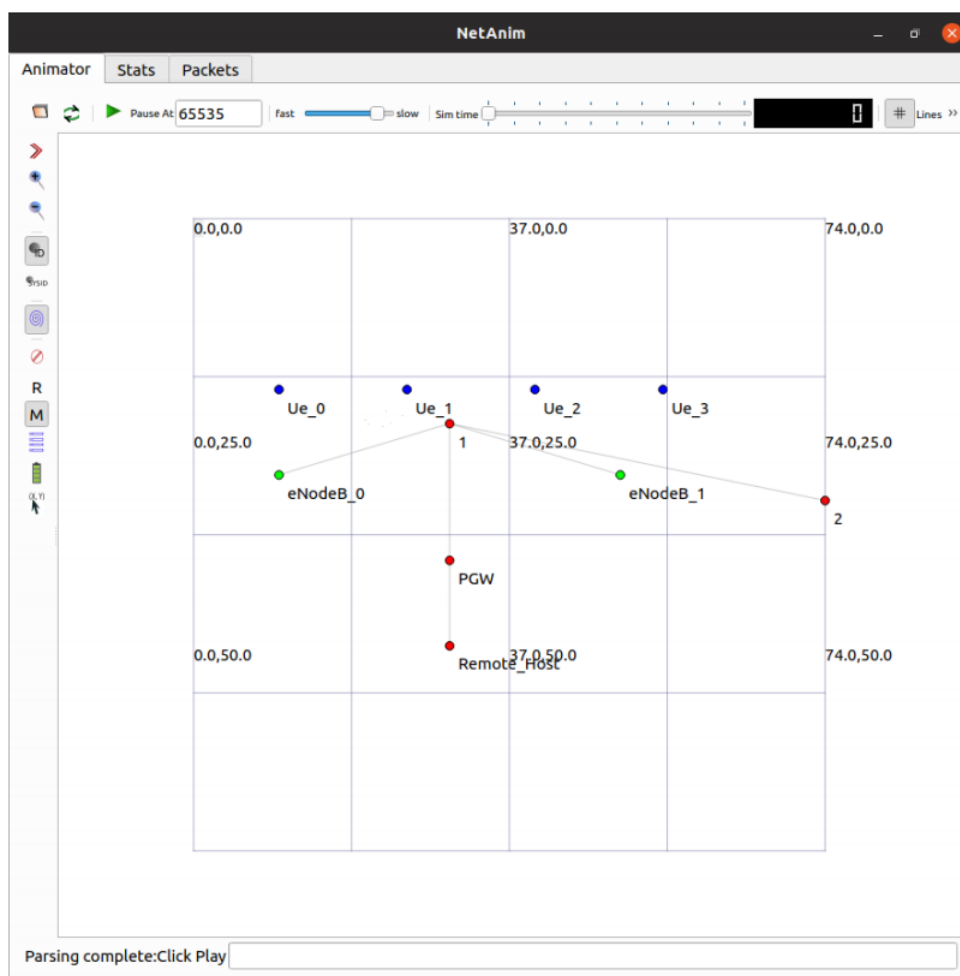 NetAnim
Animator Stats Packets
Pause At 65535 fast slow Sim time 0 # Lines »
ID
SYSID
R
M
(X,Y)
0.0,0.0 37.0,0.0 74.0,0.0
Ue_0 Ue_1 Ue_2 Ue_3
1
0.0,25.0 37.0,25.0 74.0,25.0
eNodeB_0 eNodeB_1
2
PGW
0.0,50.0 37.0,50.0 74.0,50.0
Remote_Host
Parsing complete:Click Play